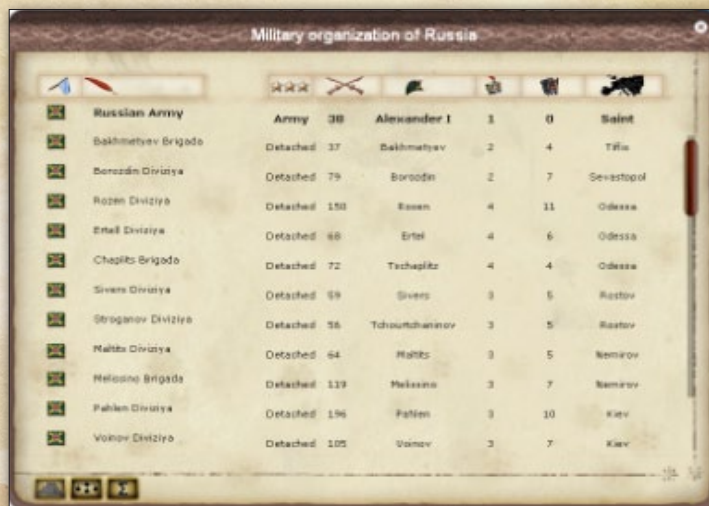 Military organization of Russia
Russian Army Army 38 Alexander I 1 0 Saint
Bakhmetyev Brigada Detached 37 Bakhmetyev 2 4 Tiflis
Borozdin Diviziya Detached 79 Borozdin 2 7 Sevastopol
Rozen Diviziya Detached 150 Rosen 4 11 Odessa
Ertell Diviziya Detached 68 Ertel 4 6 Odessa
Chaplits Brigada Detached 72 Tschaplitz 4 4 Odessa
Sivers Diviziya Detached 59 Sivers 3 5 Rostov
Stroganov Diviziya Detached 56 Tchourtchaninov 3 5 Rostov
Maltits Diviziya Detached 64 Maltits 3 5 Nemirov
Melissino Brigada Detached 119 Melissino 3 7 Nemirov
Pahlen Diviziya Detached 196 Pahlen 3 10 Kiev
Voinov Diviziya Detached 105 Voinov 3 7 Kiev